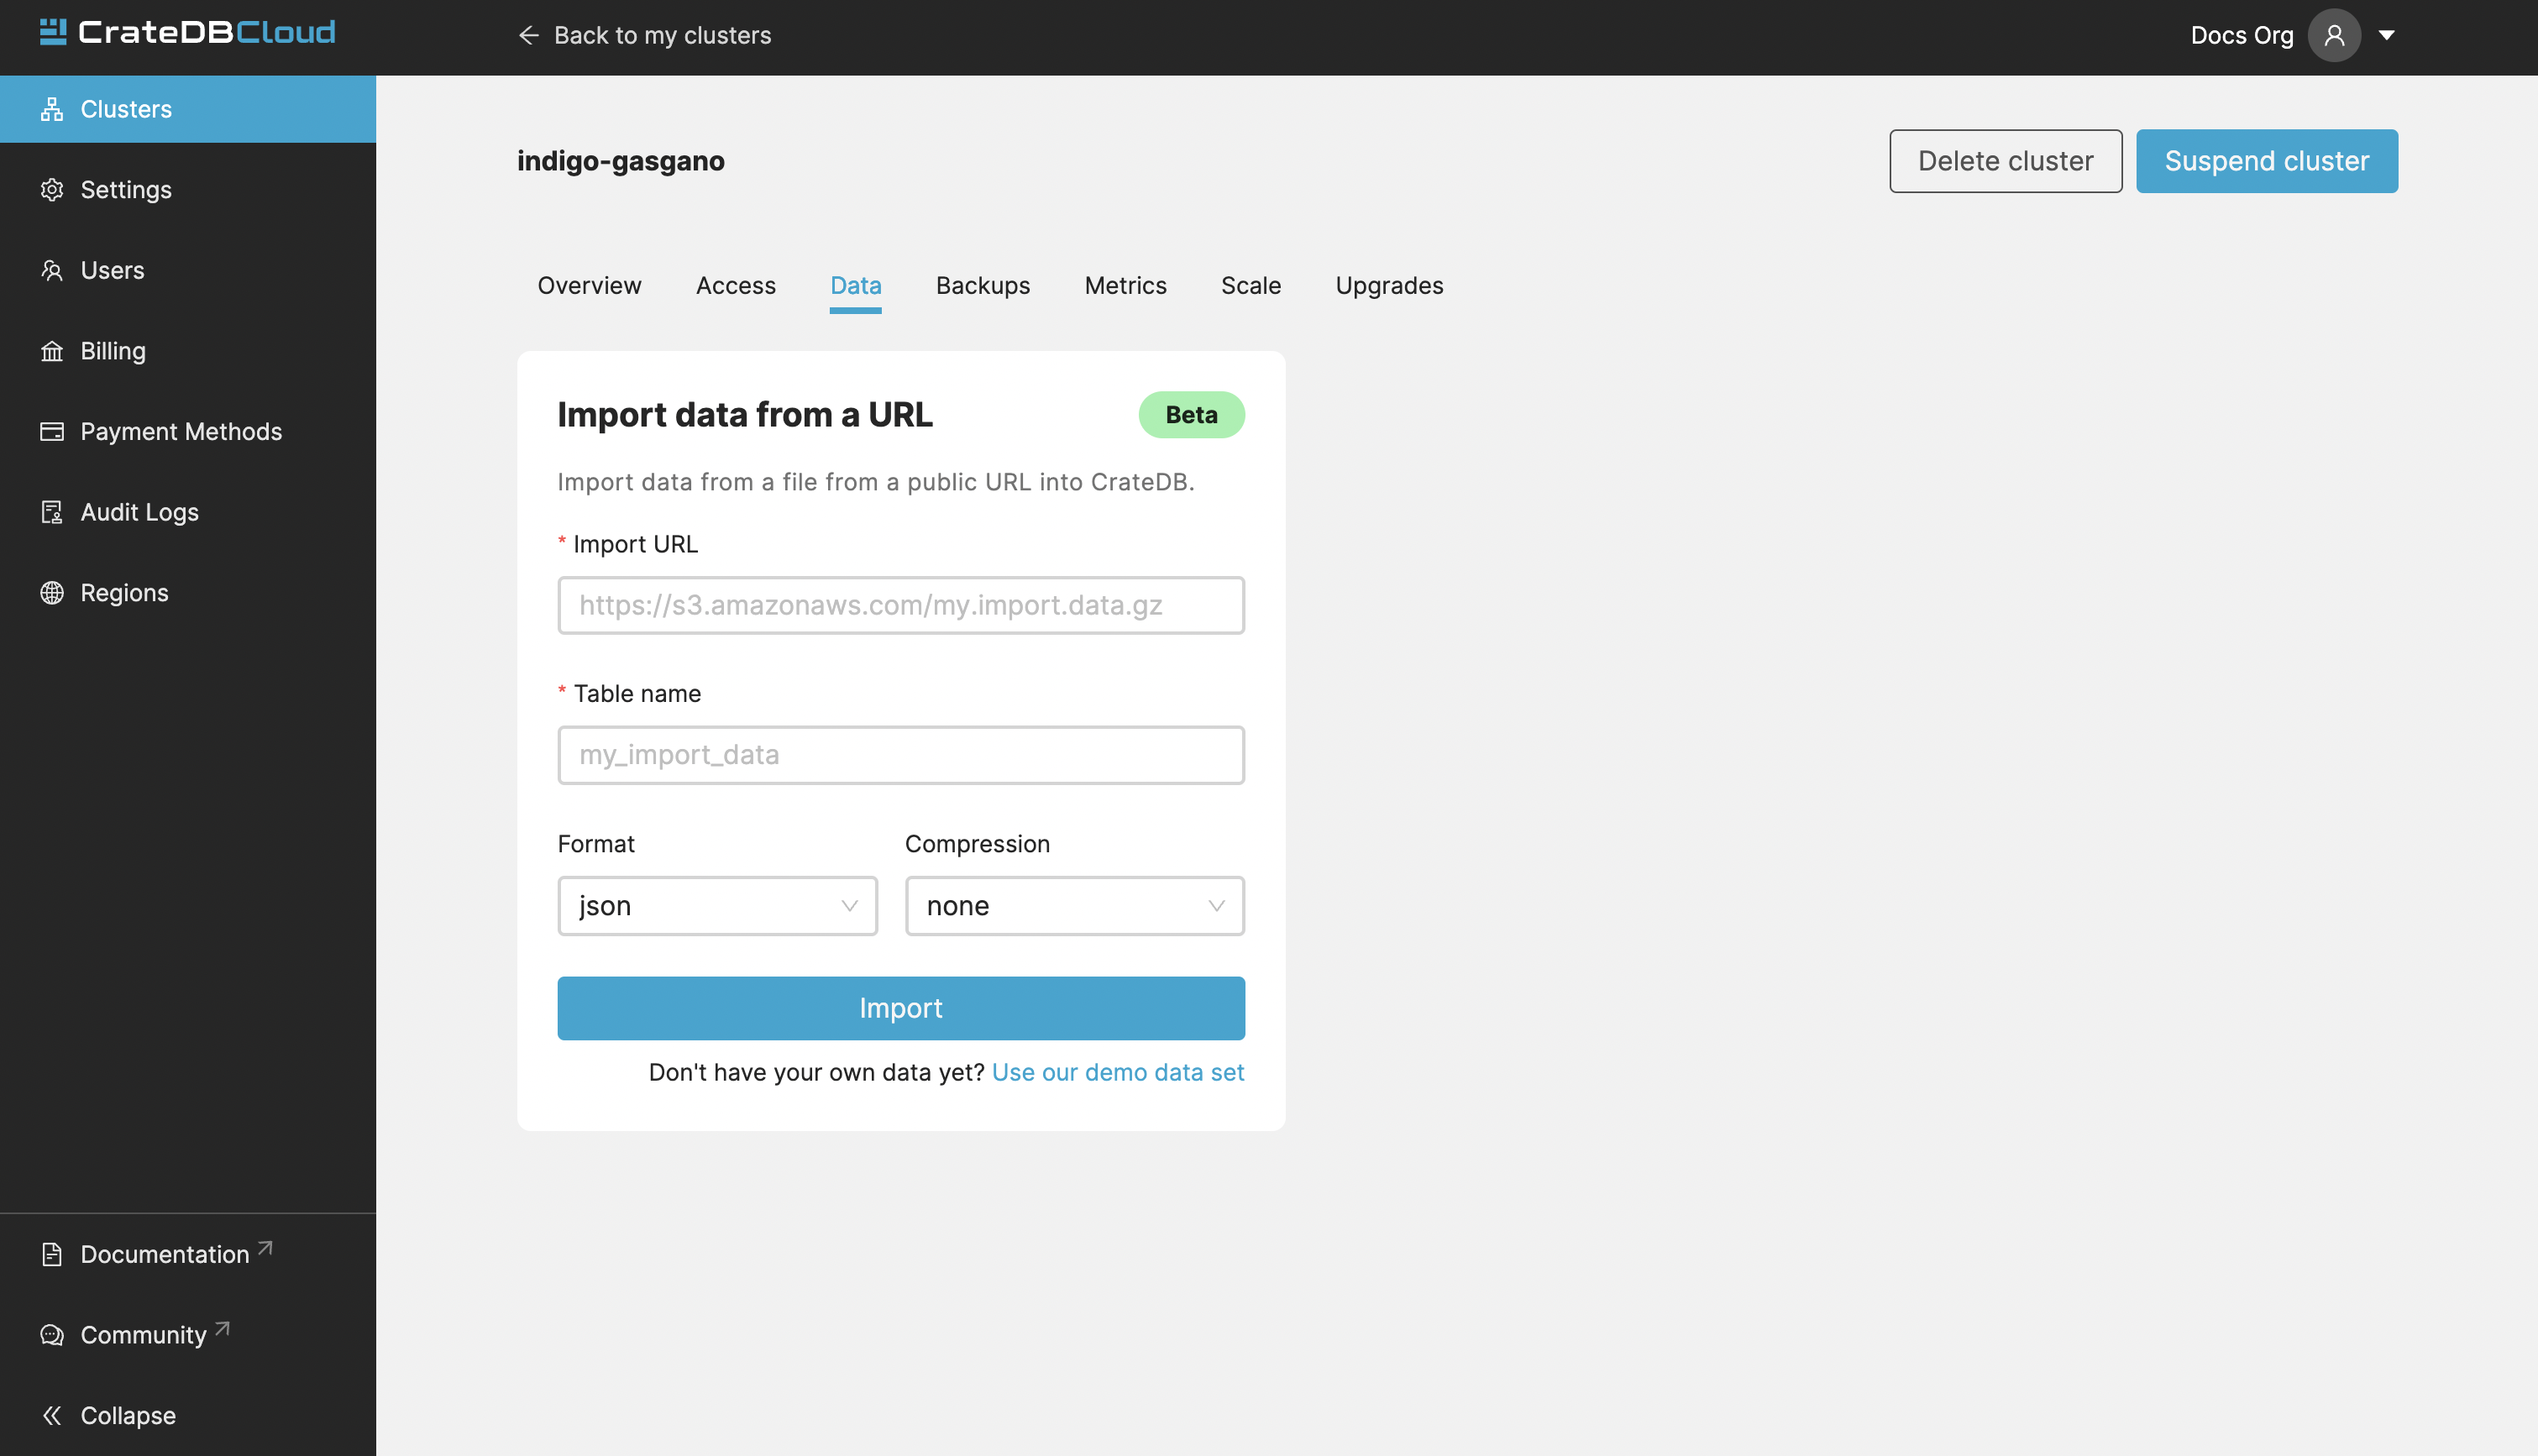 CrateDBCloud
Back to my clusters
Docs Org
Clusters
Settings
Users
Billing
Payment Methods
Audit Logs
Regions
Documentation
Community
Collapse
indigo-gasgano
Delete cluster
Suspend cluster
Overview Access Data Backups Metrics Scale Upgrades
Import data from a URL
Beta
Import data from a file from a public URL into CrateDB.
* Import URL
https://s3.amazonaws.com/my.import.data.gz
* Table name
my_import_data
Format Compression
json none
Import
Don't have your own data yet? Use our demo data set